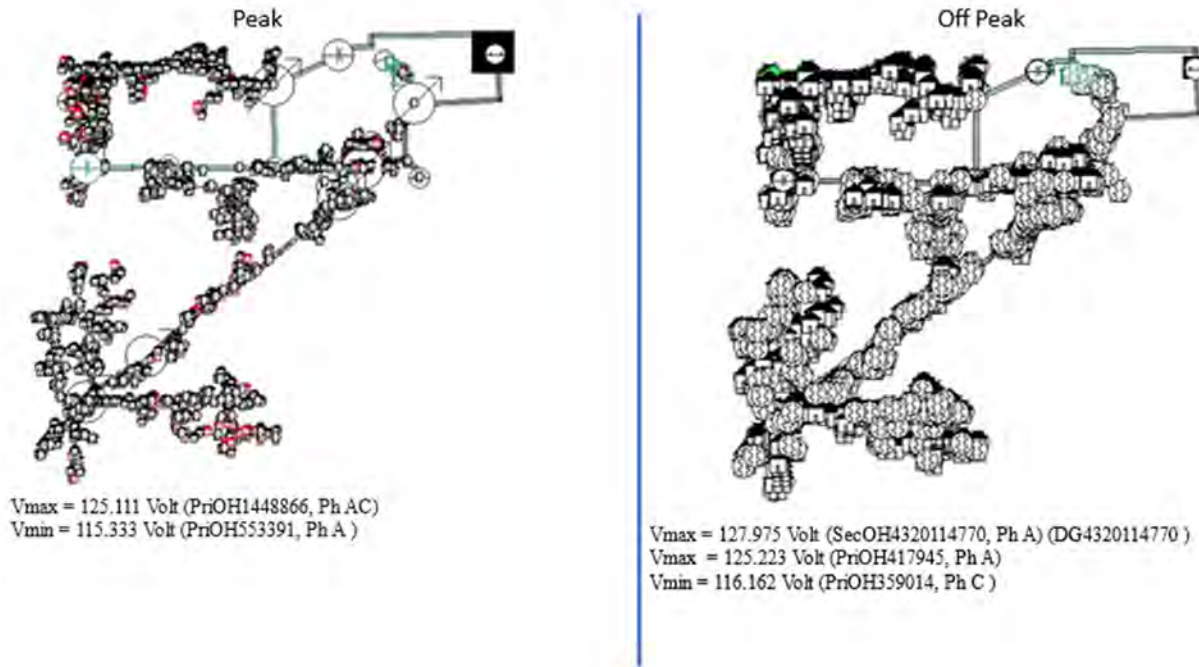 Peak
Off Peak
Vmax = 125.111 Volt (PriOH1448866, Ph AC)
Vmin = 115.333 Volt (PriOH553391, Ph A )
Vmax = 127.975 Volt (SecOH4320114770, Ph A) (DG4320114770 )
Vmax = 125.223 Volt (PriOH417945, Ph A)
Vmin = 116.162 Volt (PriOH359014, Ph C )